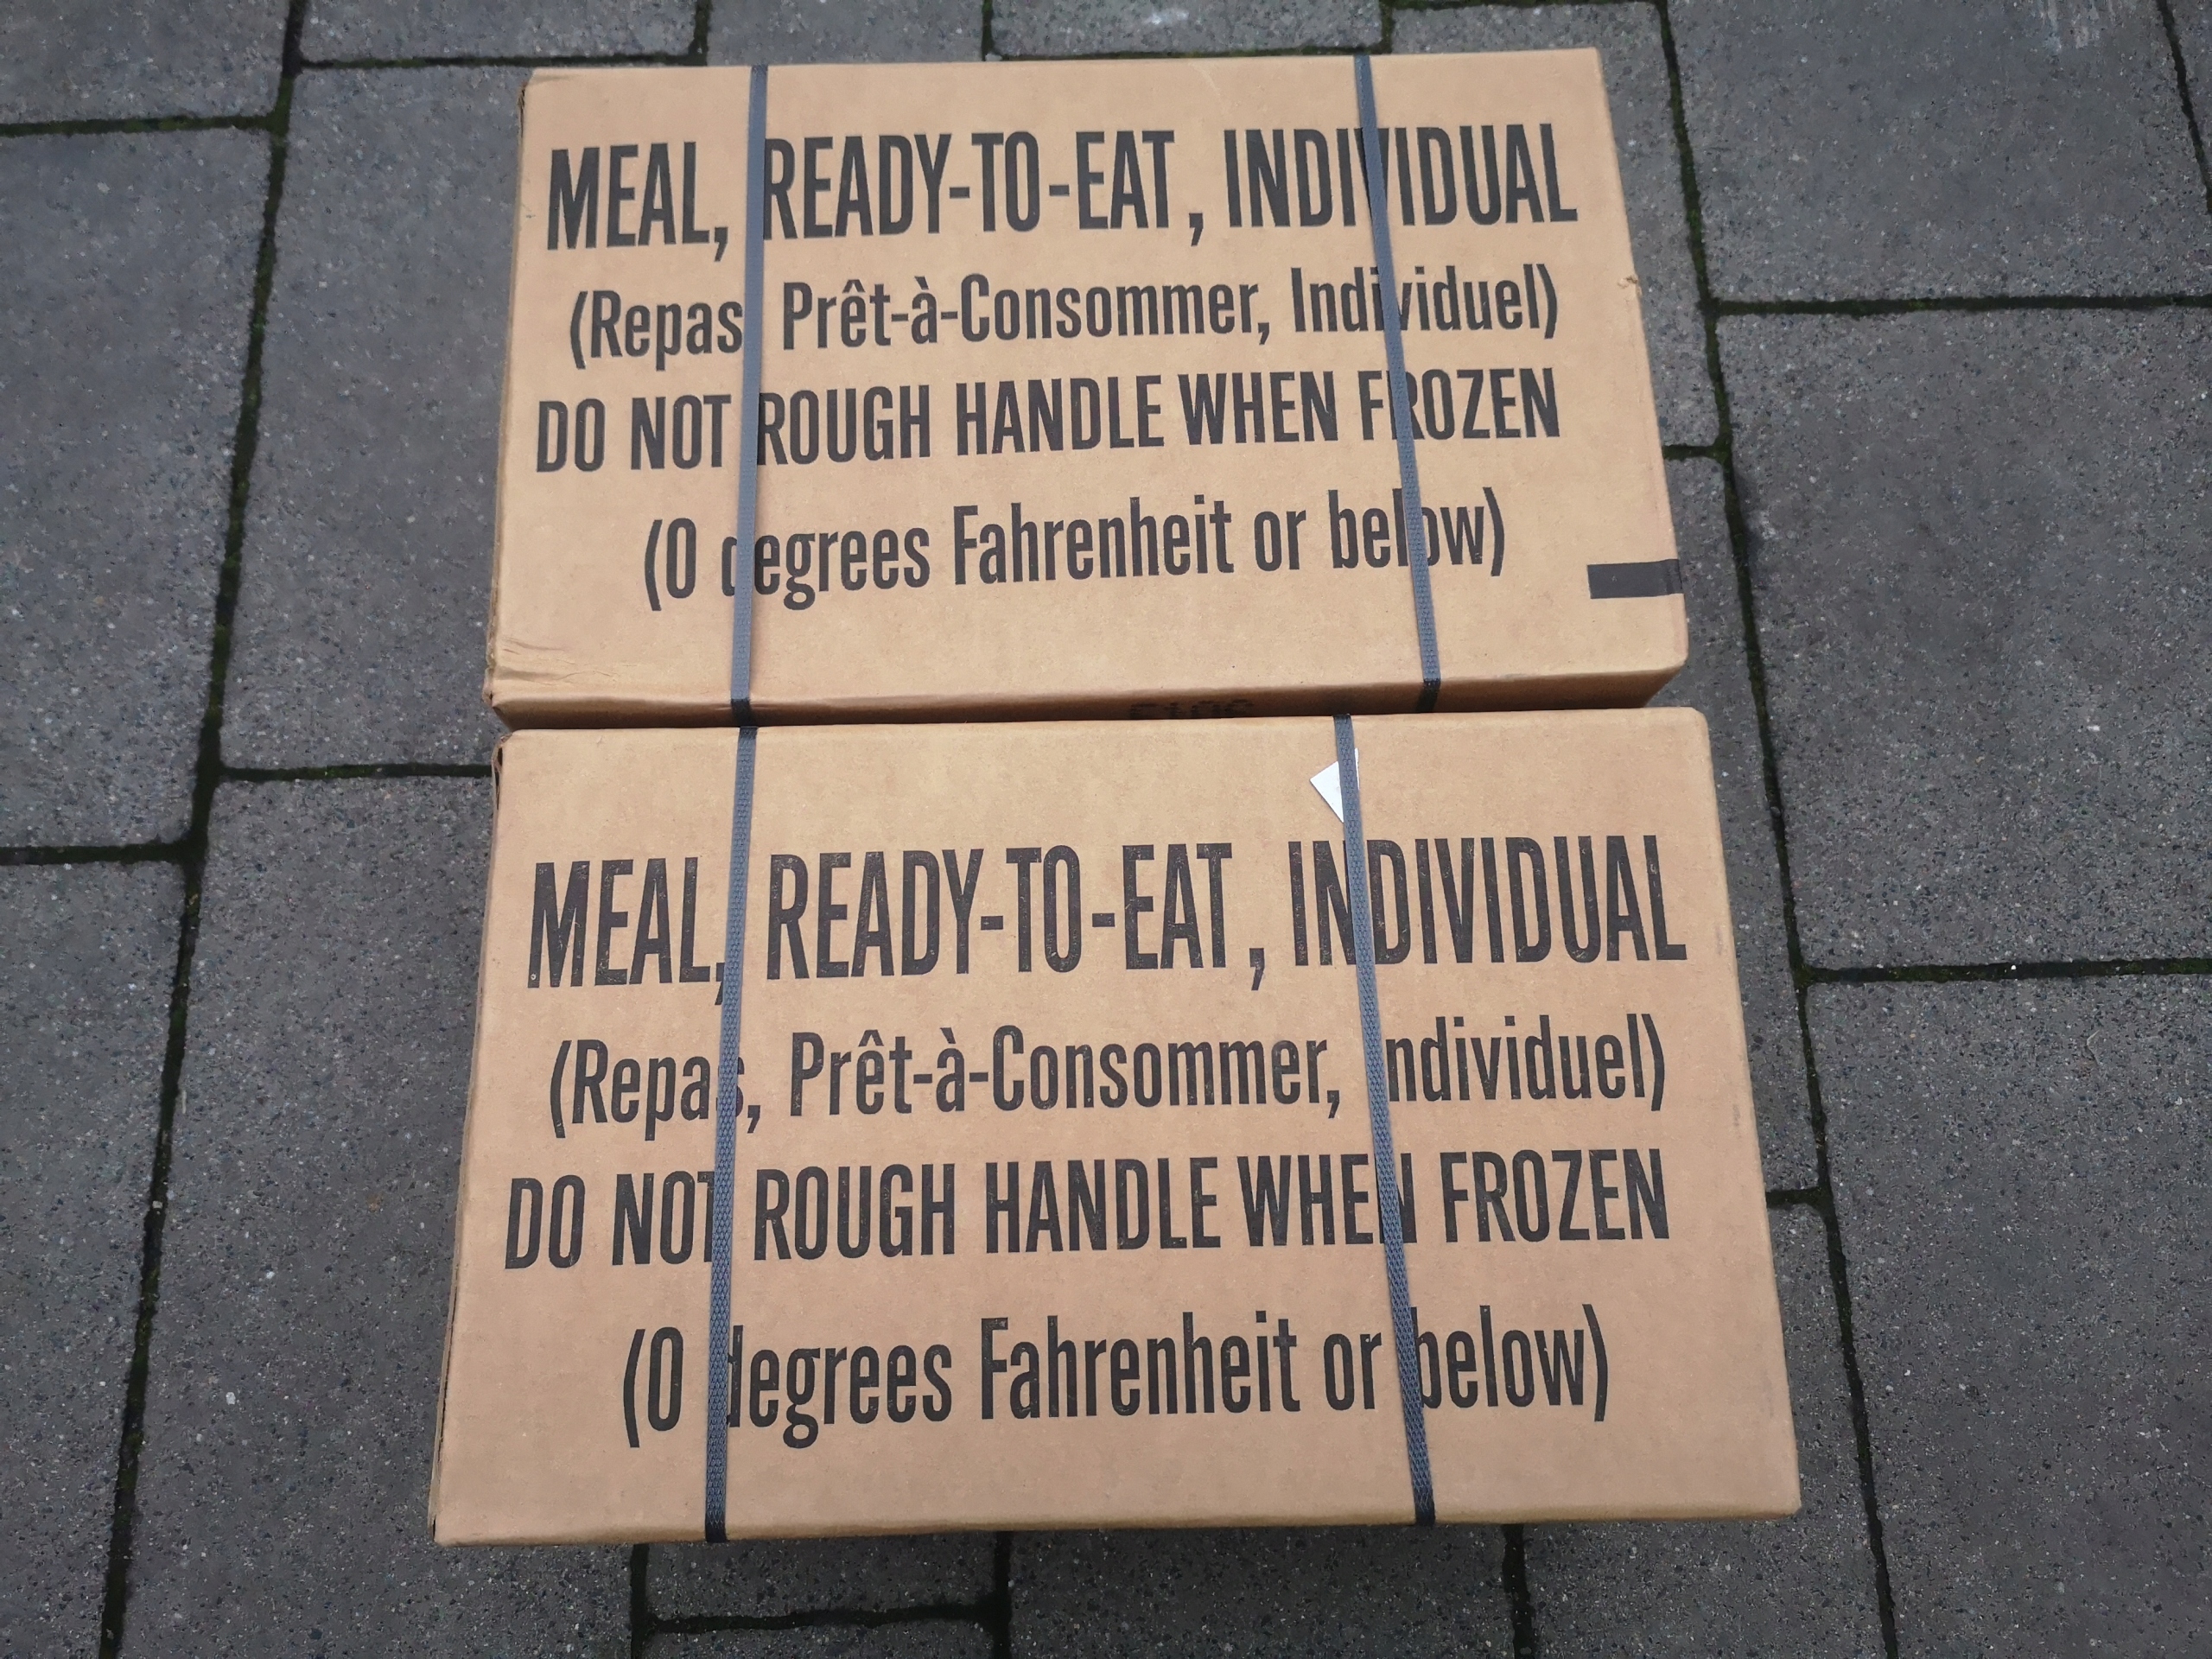 MEAL, READY-TO-EAT, INDIVIDUAL
(Repas, Prêt-à-Consommer, Individuel)
DO NOT ROUGH HANDLE WHEN FROZEN
(0 degrees Fahrenheit or below)
MEAL, READY-TO-EAT, INDIVIDUAL
(Repas, Prêt-à-Consommer, Individuel)
DO NOT ROUGH HANDLE WHEN FROZEN
(0 degrees Fahrenheit or below)